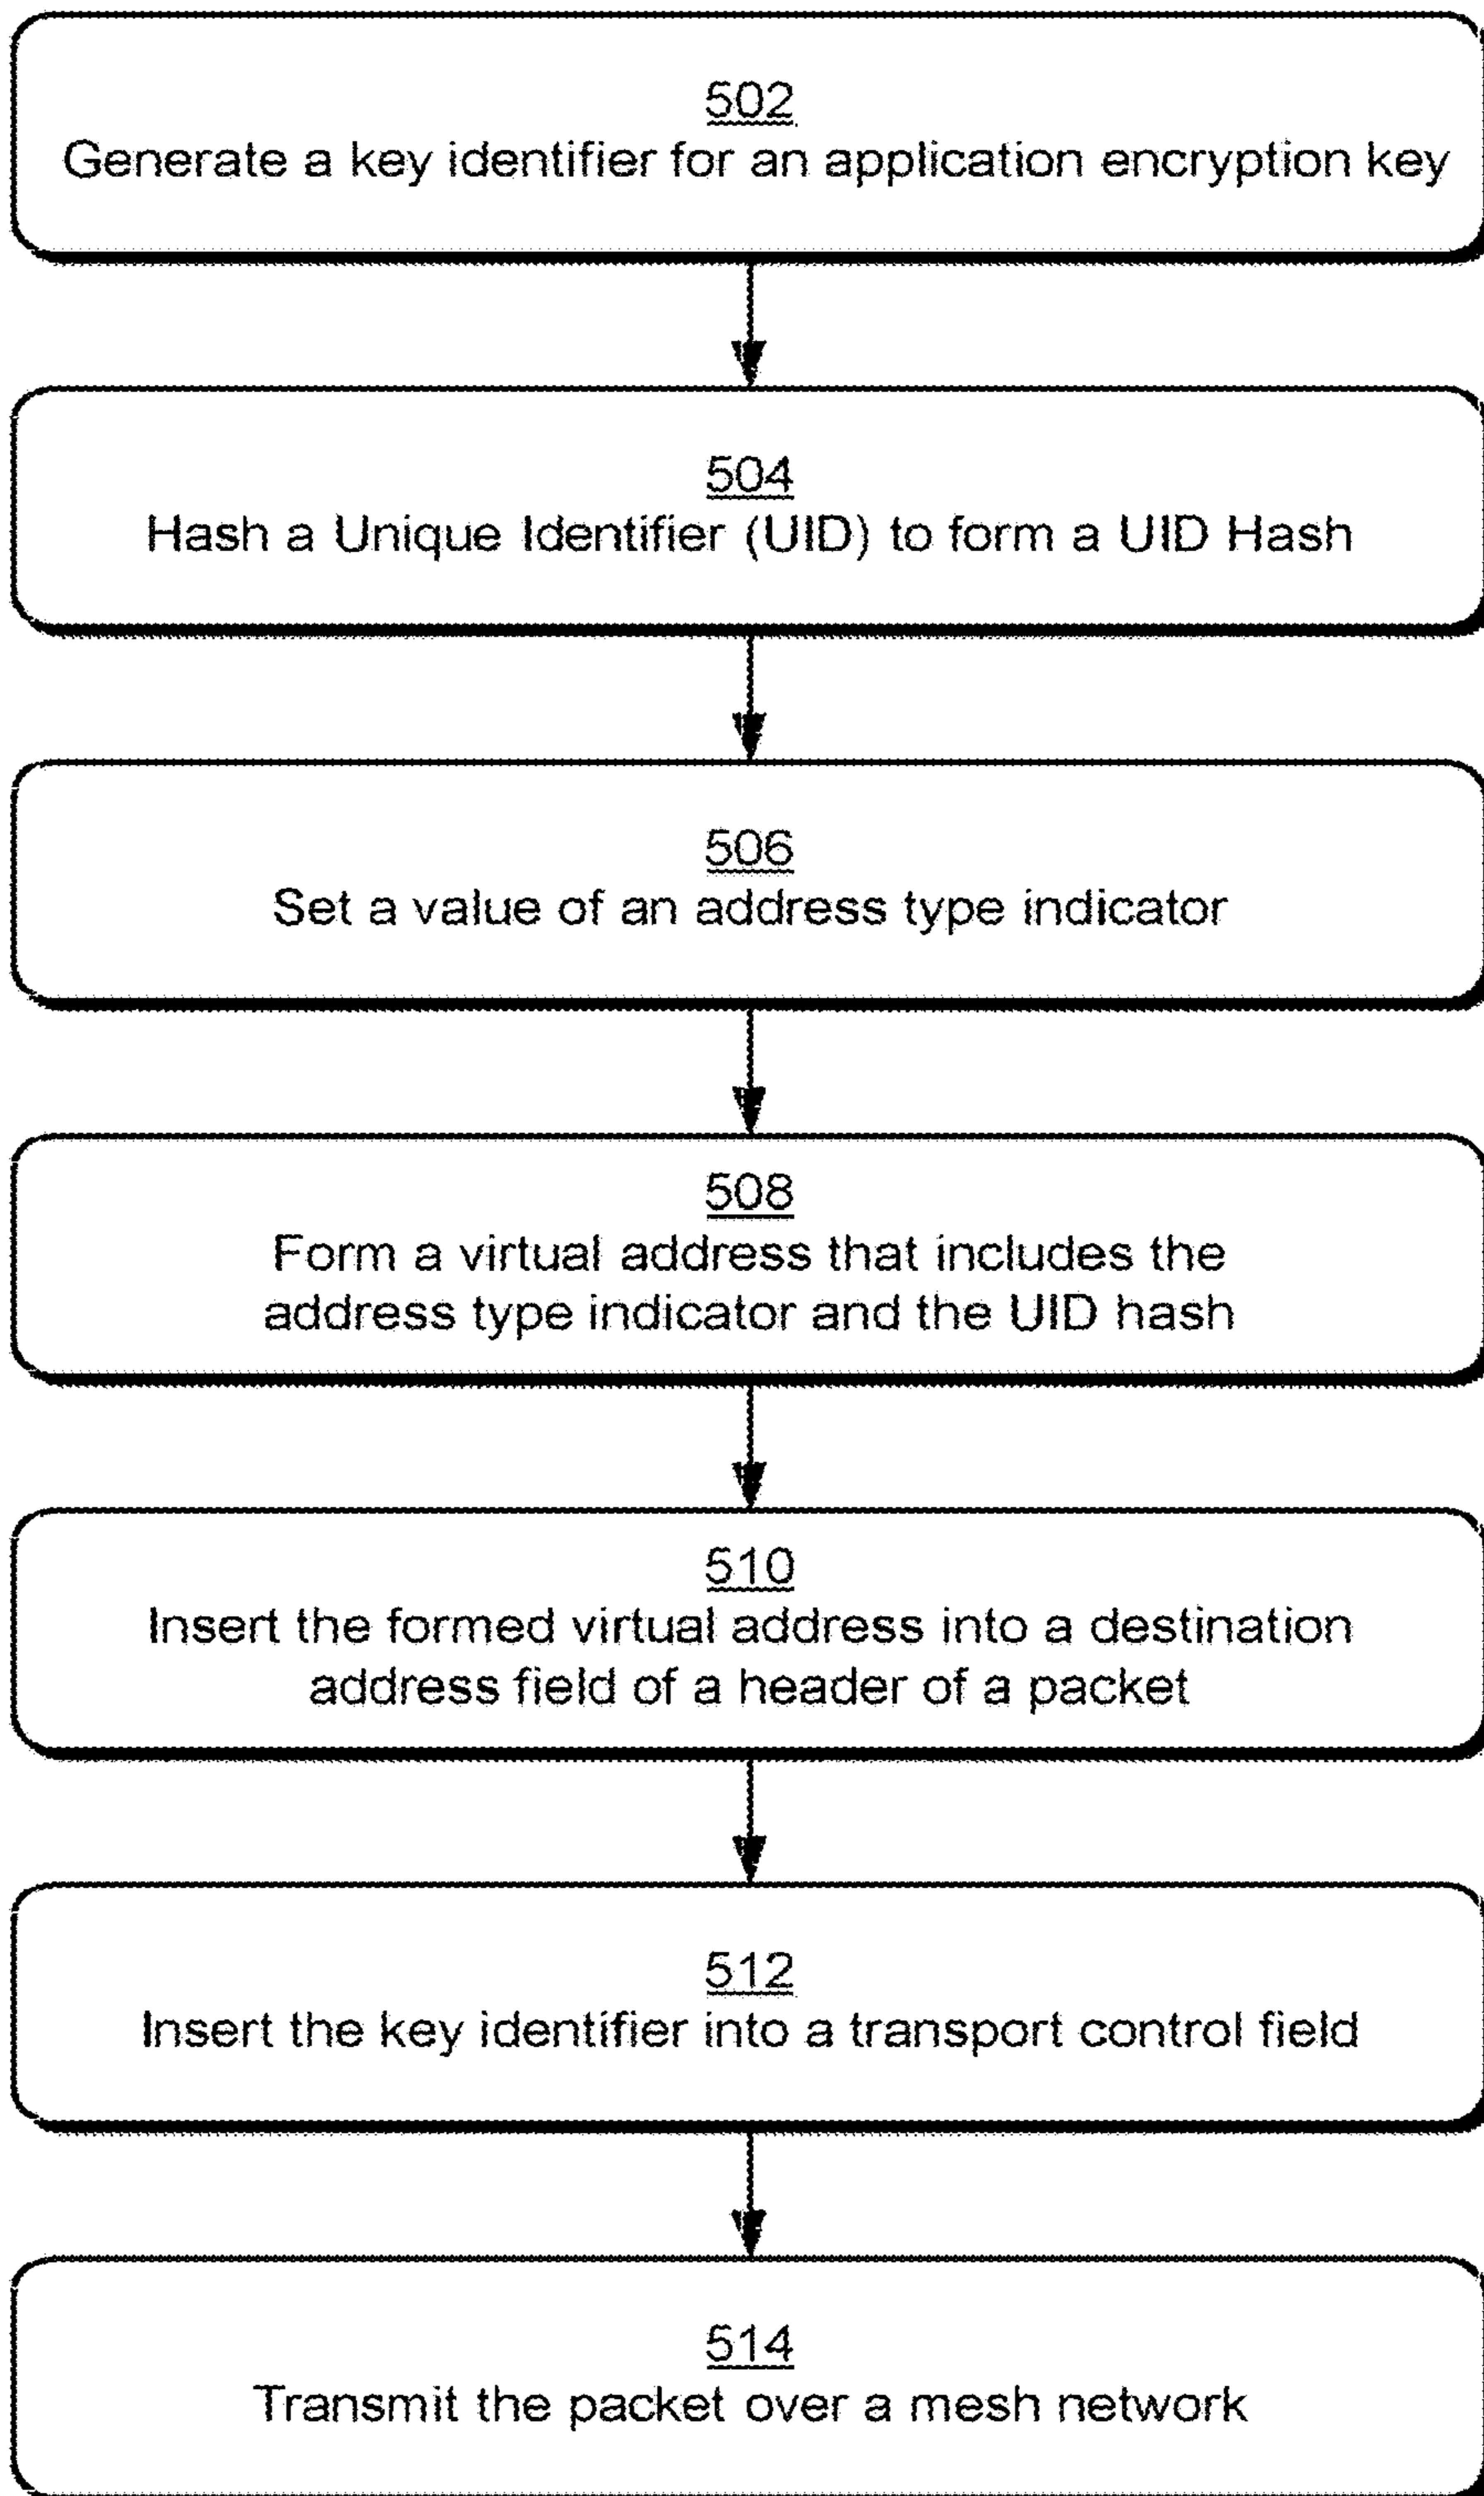 502
Generate a key identifier for an application encryption key
504
Hash a Unique Identifier (UID) to form a UID Hash
506
Set a value of an address type indicator
508
Form a virtual address that includes the
address type indicator and the UID hash
510
Insert the formed virtual address into a destination
address field of a header of a packet
512
Insert the key identifier into a transport control field
514
Transmit the packet over a mesh network